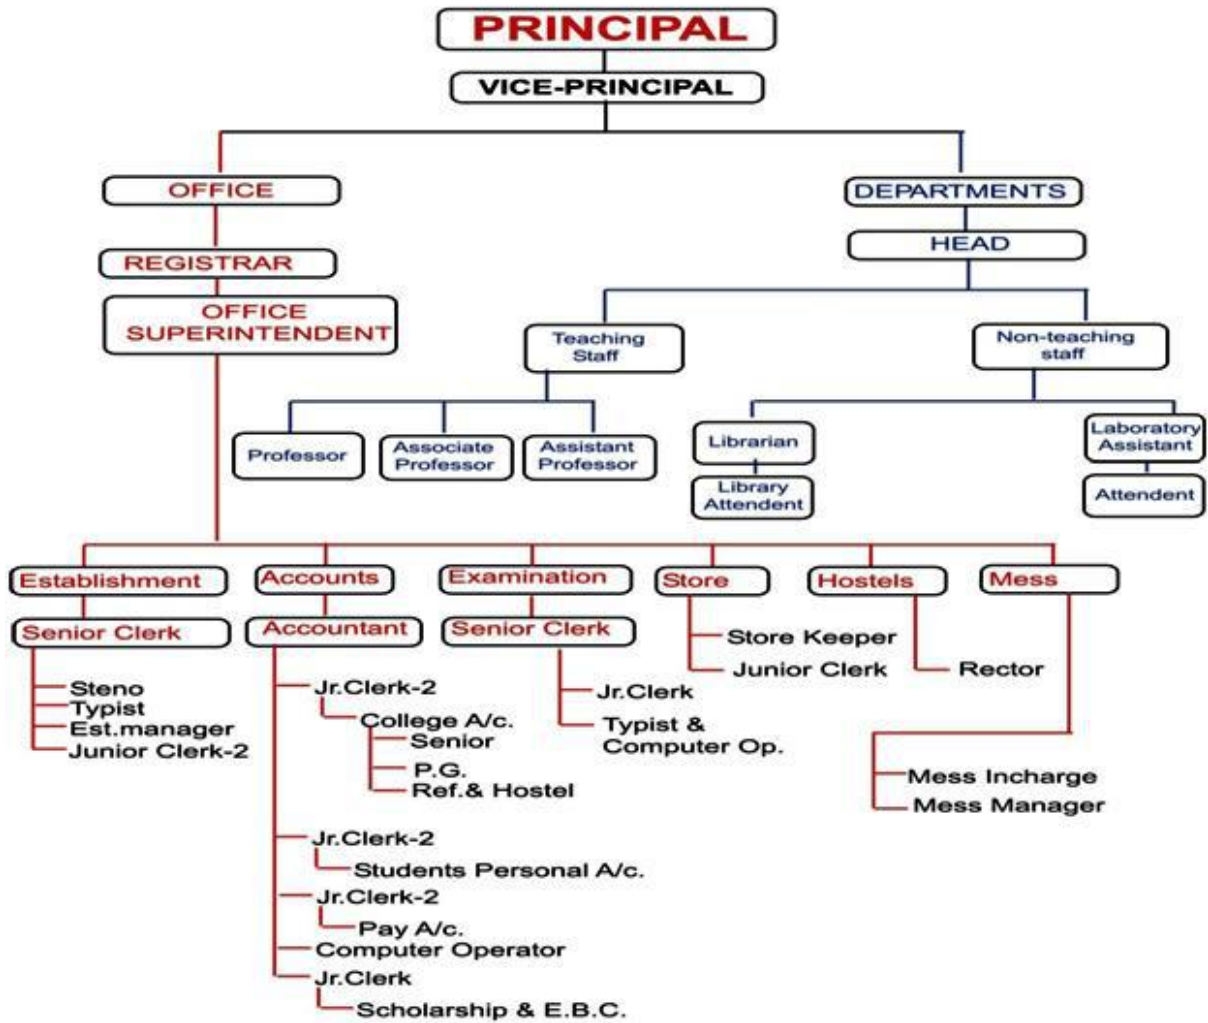 PRINCIPAL
VICE-PRINCIPAL
OFFICE
DEPARTMENTS
REGISTRAR
HEAD
OFFICE
SUPERINTENDENT
Teaching
Staff
Non-teaching
staff
Professor
Associate
Professor
Assistant
Professor
Librarian
Library
Attendent
Laboratory
Assistant
Attendent
Establishment
Senior Clerk
Steno
Typist
Est.manager
Junior Clerk-2
Accounts
Accountant
Jr.Clerk-2
College A/c.
Senior
P.G.
Ref.& Hostel
Jr.Clerk-2
Students Personal A/c.
Jr.Clerk-2
Pay A/c.
Computer Operator
Jr.Clerk
Scholarship & E.B.C.
Examination
Senior Clerk
Jr.Clerk
Typist &
Computer Op.
Store
Store Keeper
Junior Clerk
Hostels
Rector
Mess
Mess Incharge
Mess Manager